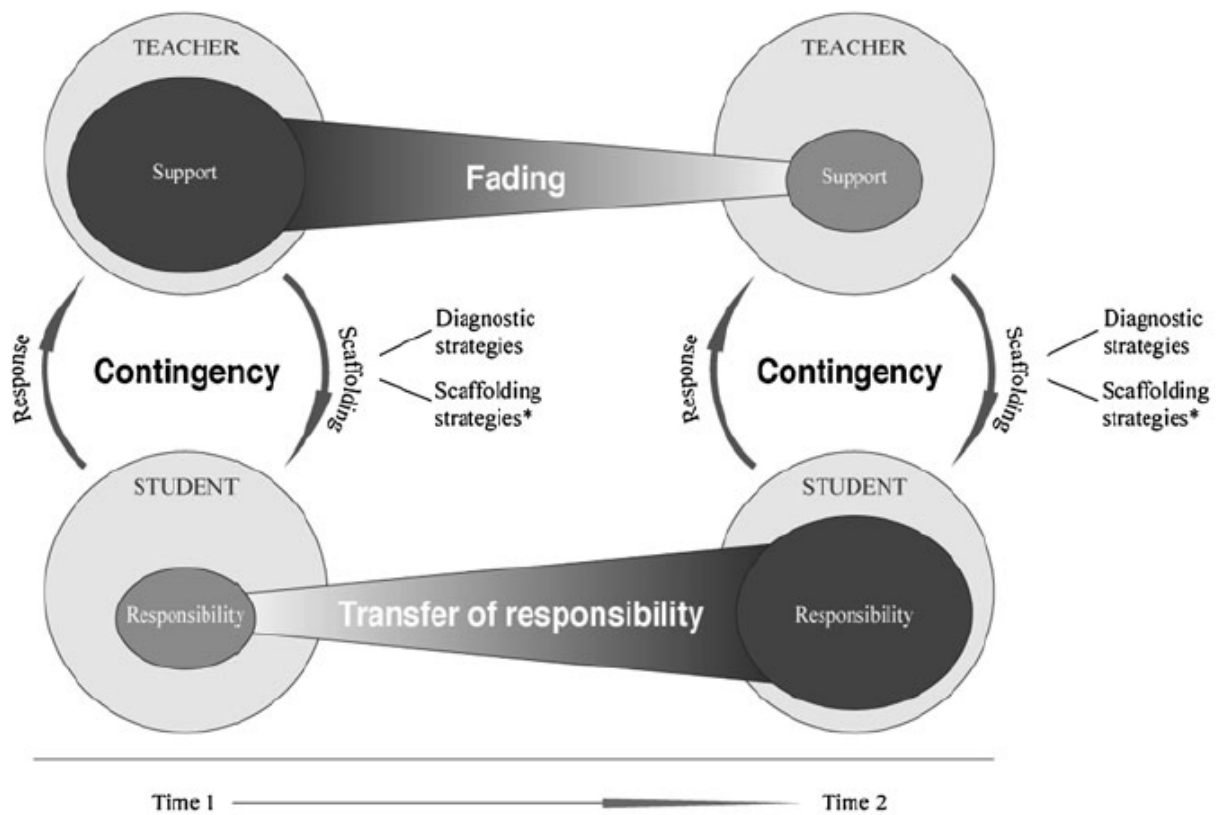 TEACHER
TEACHER
Support
Fading
Support
Response
Contingency
Scaffolding
Diagnostic
strategies
Scaffolding
strategies*
Response
Contingency
Scaffolding
Diagnostic
strategies
Scaffolding
strategies*
STUDENT
STUDENT
Responsibility
Transfer of responsibility
Responsibility
Time 1
Time 2